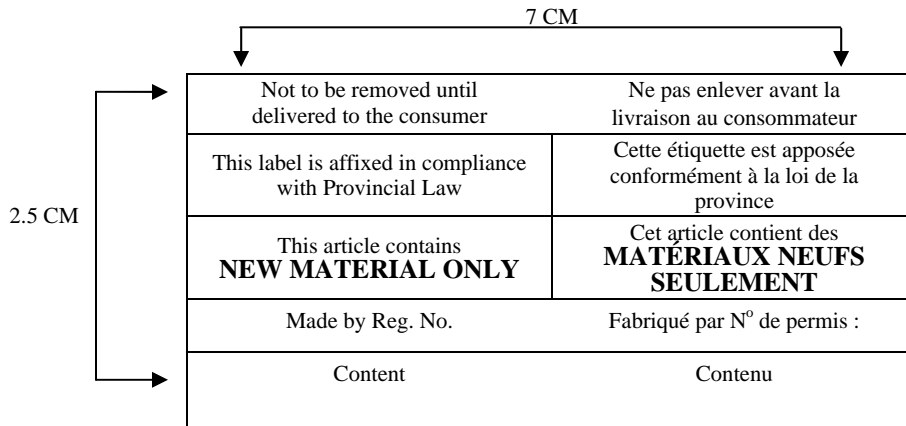 7 CM
Not to be removed until
delivered to the consumer
Ne pas enlever avant la
livraison au consommateur
This label is affixed in compliance
with Provincial Law
Cette étiquette est apposée
conformément à la loi de la
province
2.5 CM
This article contains
NEW MATERIAL ONLY
Cet article contient des
MATÉRIAUX NEUFS
SEULEMENT
Made by Reg. No.
Fabriqué par Nº de permis :
Content
Contenu